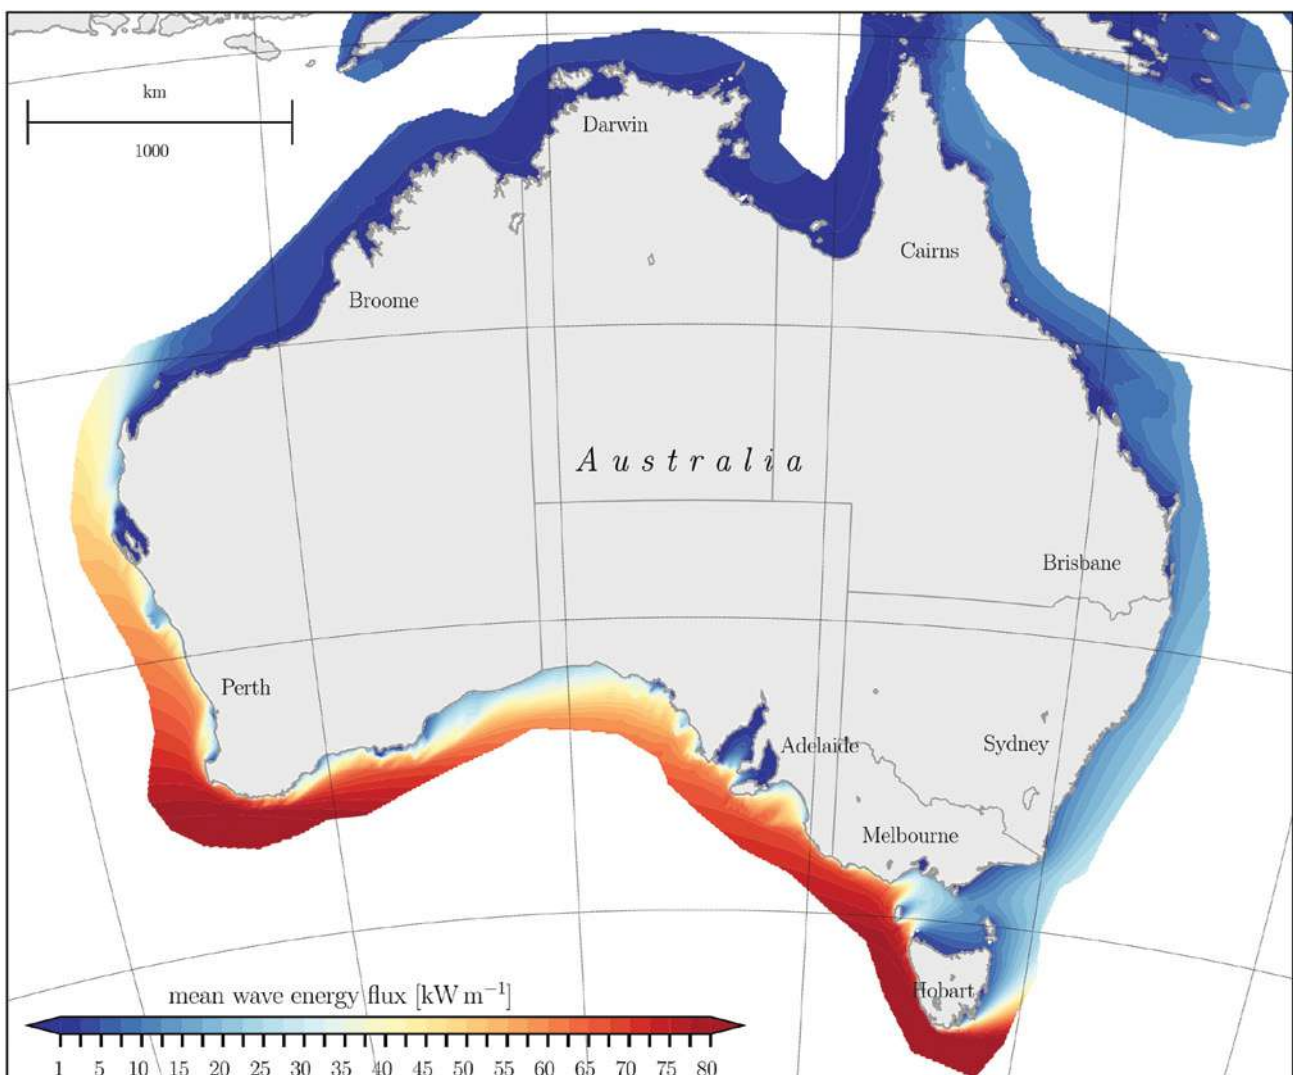 km
1000
Darwin
Cairns
Broome
Australia
Brisbane
Perth
Adelaide
Sydney
Melbourne
Hobart
mean wave energy flux [kW m⁻¹]
1 5 10 15 20 25 30 35 40 45 50 55 60 65 70 75 80